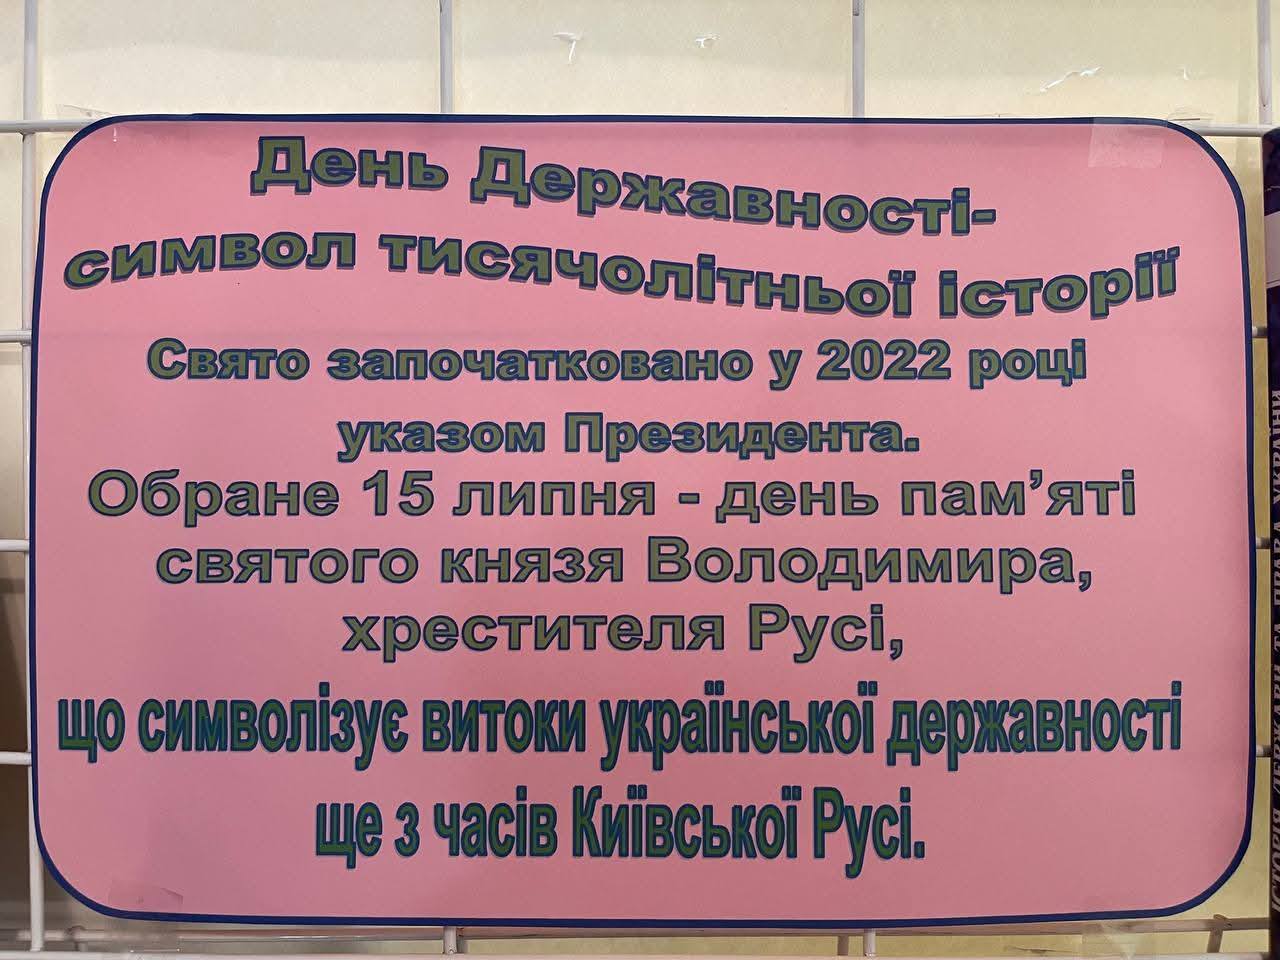 День Державності-
символ тисячолітньої історії
Свято започатковано у 2022 році
указом Президента.
Обране 15 липня - день пам’яті
святого князя Володимира,
хрестителя Русі,
що символізує витоки української державності
ще з часів Київської Русі.